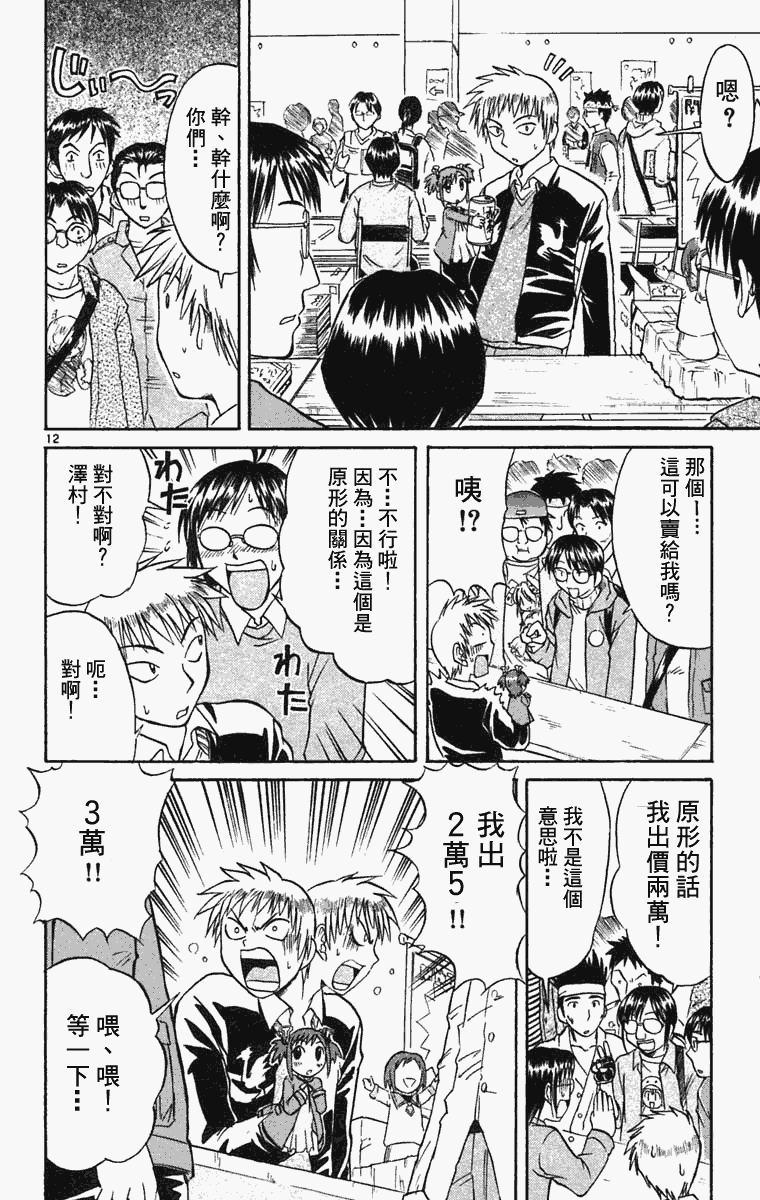 嗯？
幹、幹什麼啊？
你們…
じい〜っ
12
那個ー…
這可以賣給我嗎？
咦
!?
不…不行啦！
因為…因為這個是
原形的關係…
わた
わた
對不對啊？
澤村！
呃…
對啊！
原形的話
我出價兩萬！
我不是這個
意思啦…
我出
２萬５!!
３萬!!
喂、喂！
等一下…